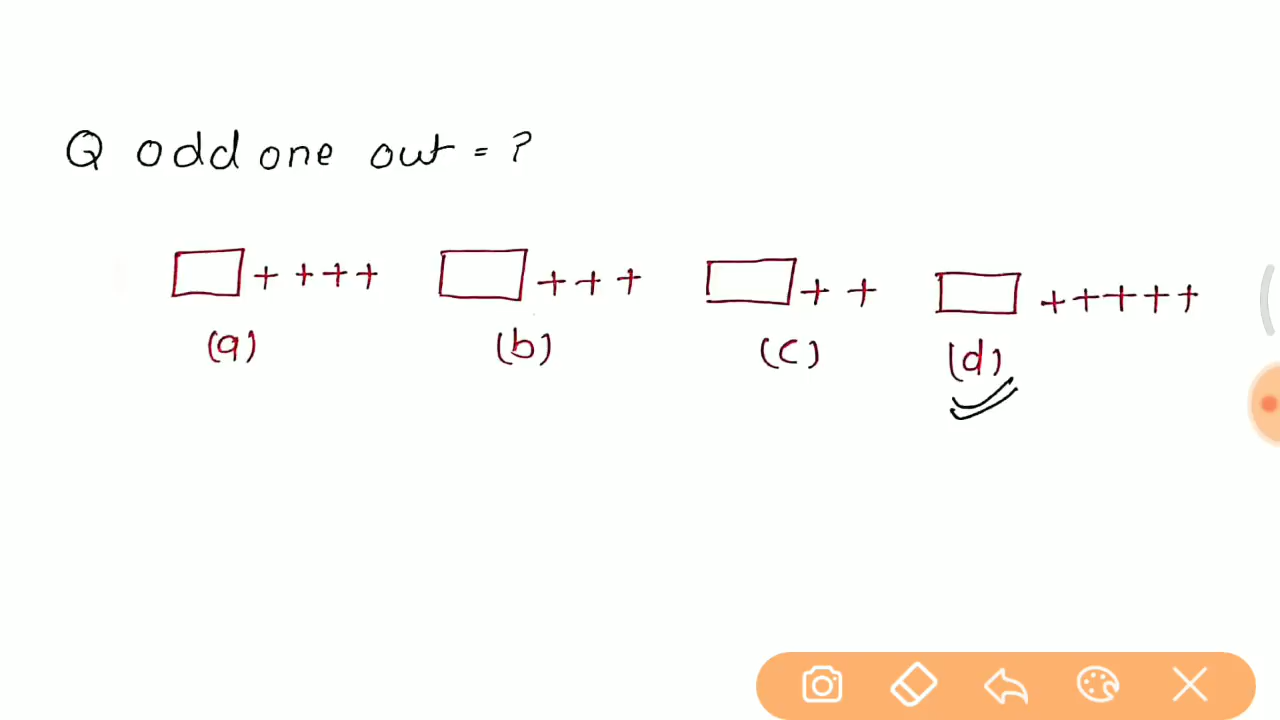 Q odd one out = ?
++++ +++ ++ +++++
(a) (b) (c) (d)